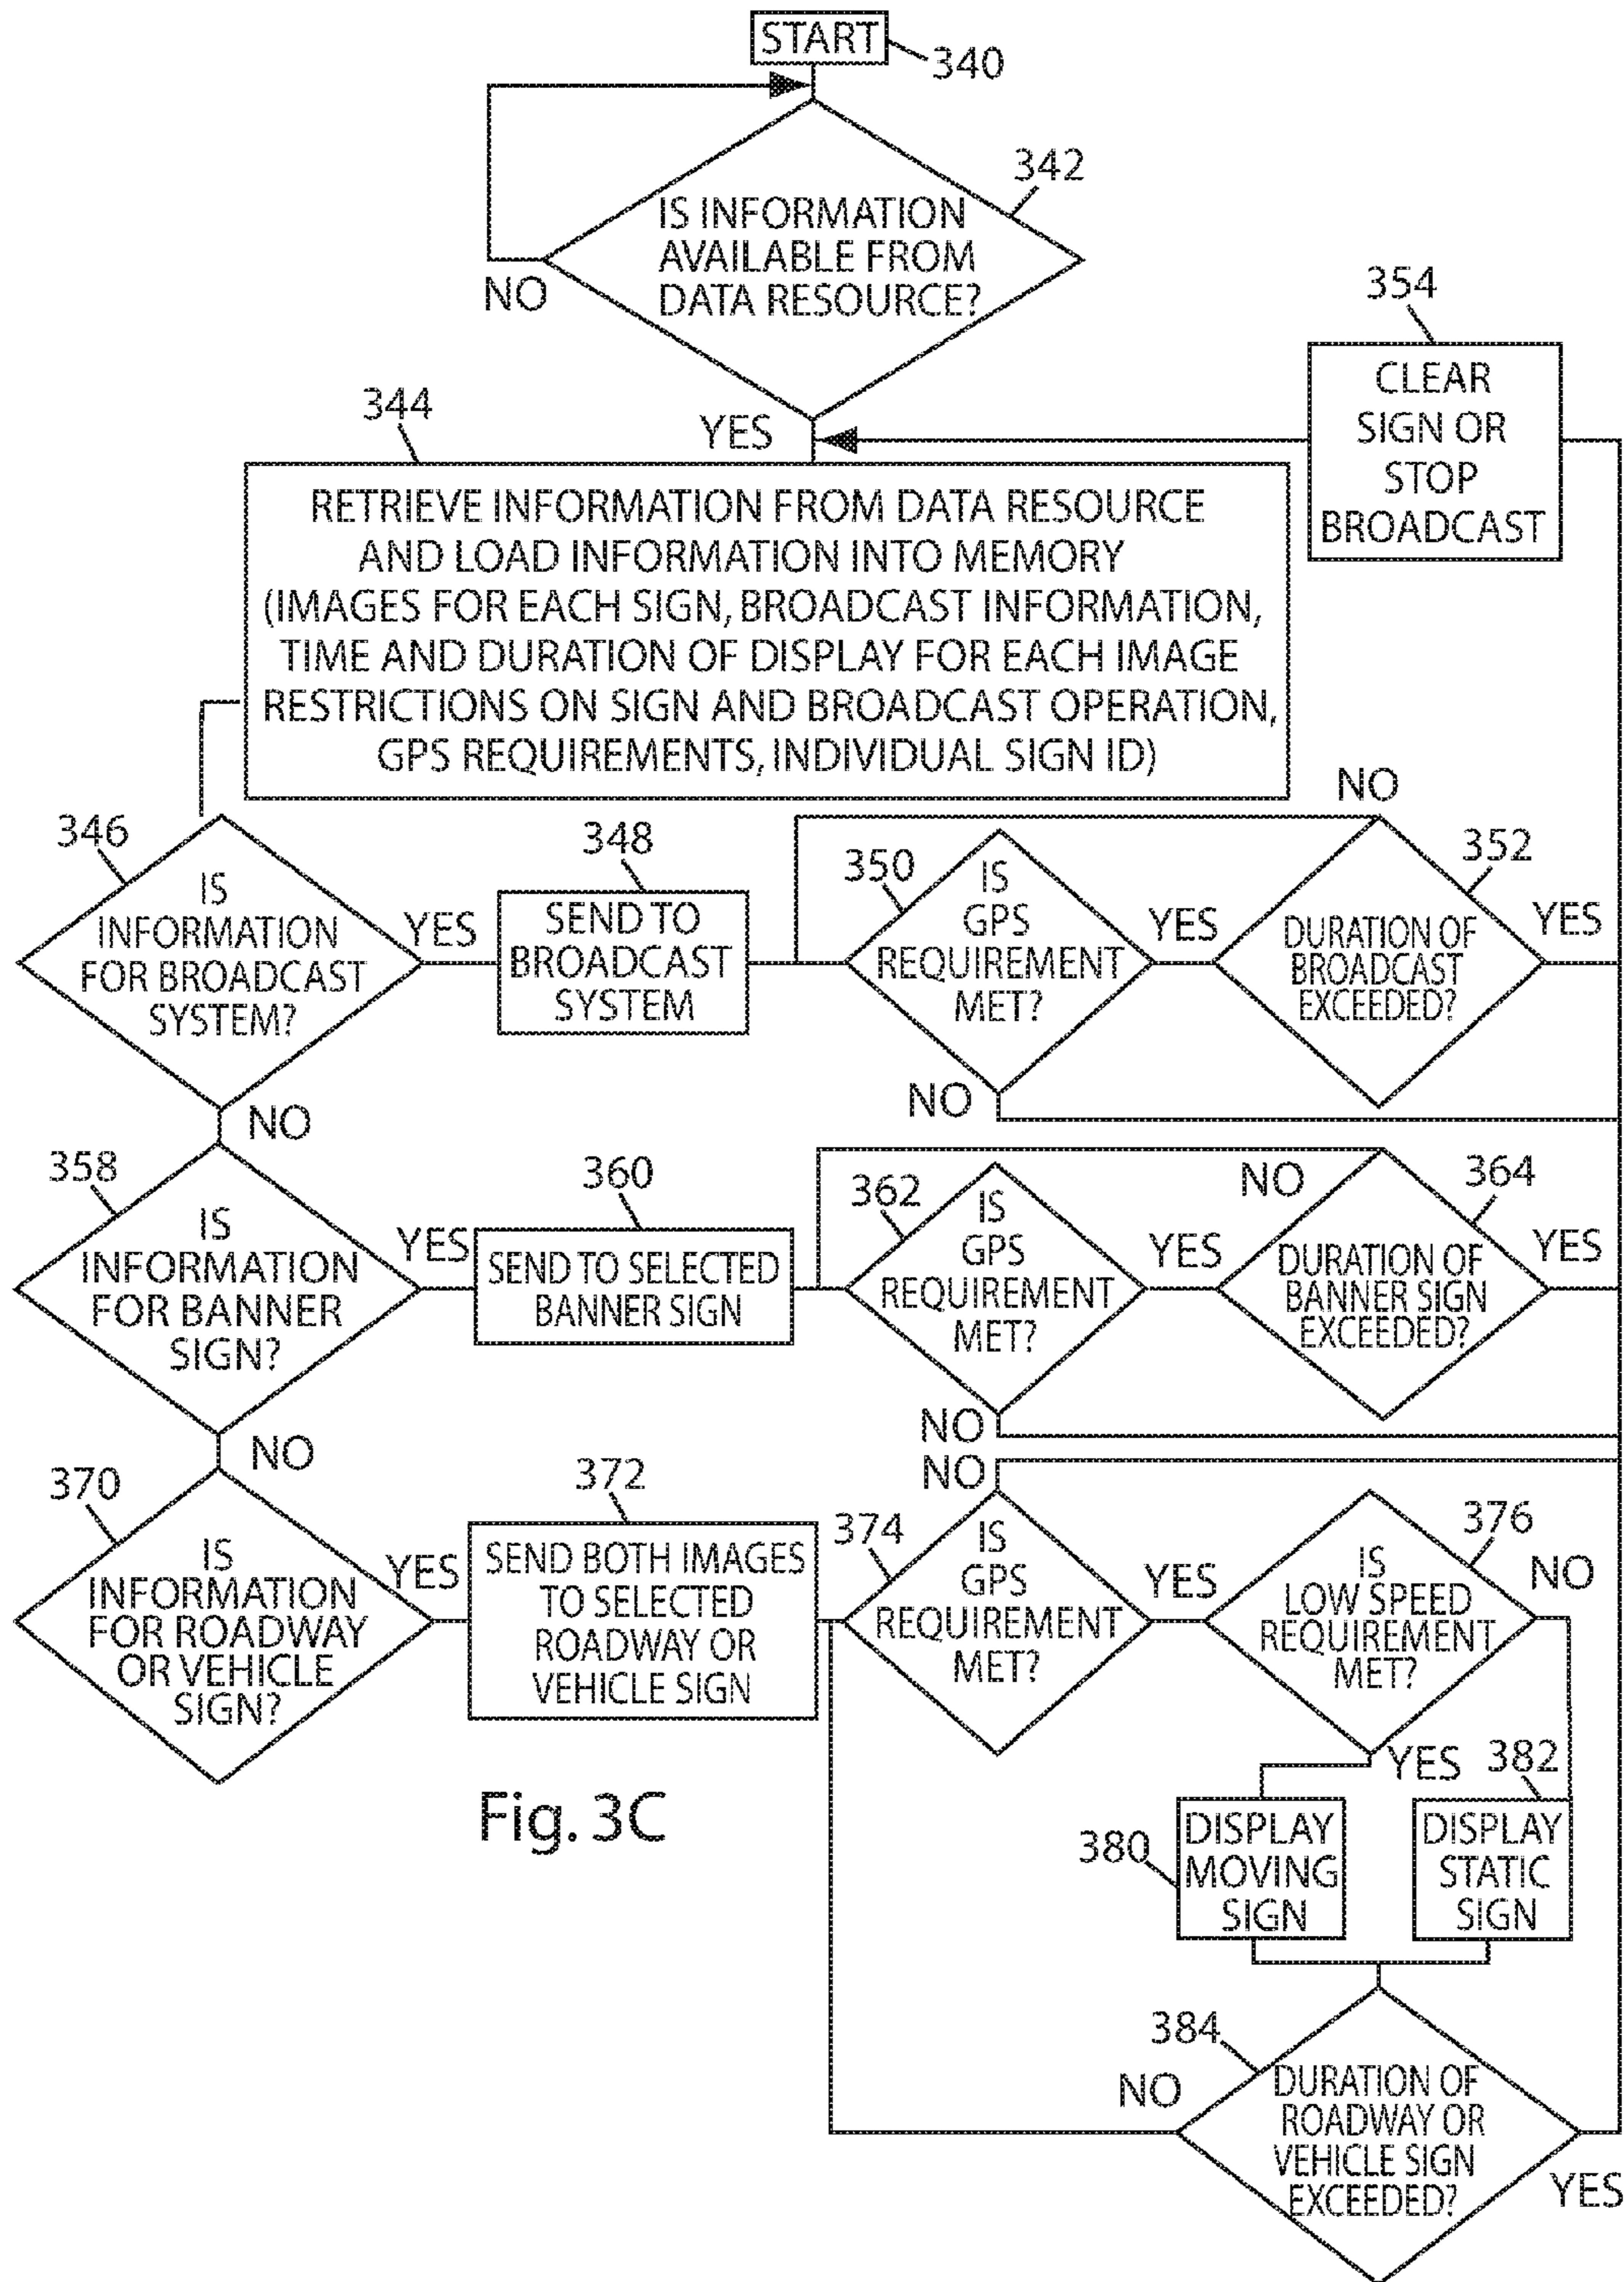 START
340
342
IS INFORMATION
AVAILABLE FROM
DATA RESOURCE?
NO
YES
354
CLEAR
SIGN OR
STOP
BROADCAST
344
RETRIEVE INFORMATION FROM DATA RESOURCE
AND LOAD INFORMATION INTO MEMORY
(IMAGES FOR EACH SIGN, BROADCAST INFORMATION,
TIME AND DURATION OF DISPLAY FOR EACH IMAGE
RESTRICTIONS ON SIGN AND BROADCAST OPERATION,
GPS REQUIREMENTS, INDIVIDUAL SIGN ID)
346
IS
INFORMATION
FOR BROADCAST
SYSTEM?
YES
NO
348
SEND TO
BROADCAST
SYSTEM
350
IS
GPS
REQUIREMENT
MET?
YES
NO
NO
352
DURATION OF
BROADCAST
EXCEEDED?
YES
358
IS
INFORMATION
FOR BANNER
SIGN?
YES
NO
360
SEND TO SELECTED
BANNER SIGN
362
IS
GPS
REQUIREMENT
MET?
YES
NO
NO
364
DURATION OF
BANNER SIGN
EXCEEDED?
YES
370
IS
INFORMATION
FOR ROADWAY
OR VEHICLE
SIGN?
YES
372
SEND BOTH IMAGES
TO SELECTED
ROADWAY OR
VEHICLE SIGN
NO
374
IS
GPS
REQUIREMENT
MET?
YES
376
IS
LOW SPEED
REQUIREMENT
MET?
NO
YES
380
DISPLAY
MOVING
SIGN
382
DISPLAY
STATIC
SIGN
384
NO
DURATION OF
ROADWAY OR
VEHICLE SIGN
EXCEEDED?
YES
Fig. 3C